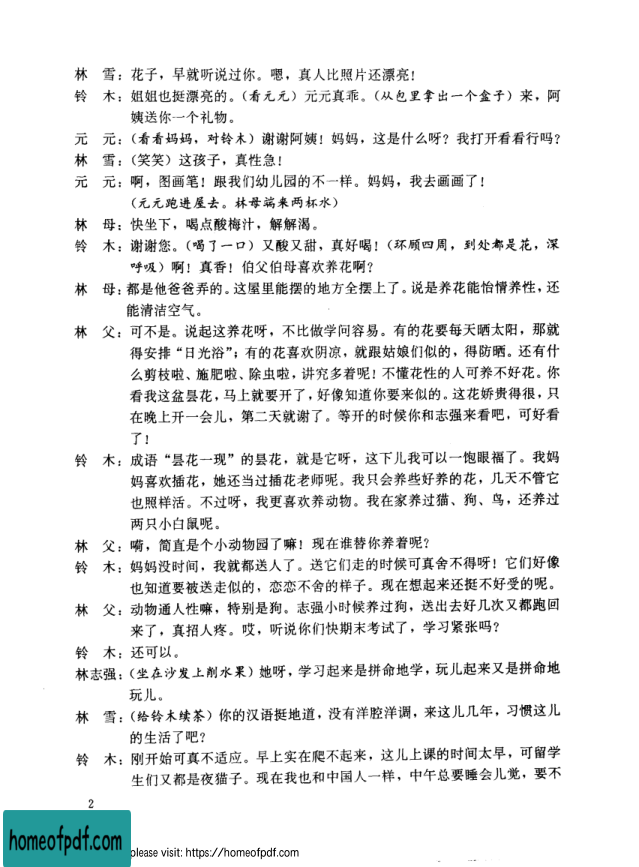 林　雪：花子，早就听说过你。嗯，真人比照片还漂亮！
铃　木：姐姐也挺漂亮的。（看元元）元元真乖。（从包里拿出一个盒子）来，阿
姨送你一个礼物。
元　元：（看看妈妈，对铃木）谢谢阿姨！妈妈，这是什么呀？我打开看看行吗？
林　雪：（笑笑）这孩子，真性急！
元　元：啊，图画笔！跟我们幼儿园的不一样。妈妈，我去画画了！
（元元跑进屋去。林母端来两杯水）
林　母：快坐下，喝点酸梅汁，解解渴。
铃　木：谢谢您。（喝了一口）又酸又甜，真好喝！（环顾四周，到处都是花，深
呼吸）啊！真香！伯父伯母喜欢养花啊？
林　母：都是他爸爸弄的。这屋里能摆的地方全摆上了。说是养花能怡情养性，还
能清洁空气。
林　父：可不是。说起这养花呀，不比做学问容易。有的花要每天晒太阳，那就
得安排“日光浴”；有的花喜欢阴凉，就跟姑娘们似的，得防晒。还有什
么剪枝啦、施肥啦、除虫啦，讲究多着呢！不懂花性的人可养不好花。你
看我这盆昙花，马上就要开了，好像知道你要来似的。这花娇贵得很，只
在晚上开一会儿，第二天就谢了。等开的时候你和志强来看吧，可好看
了！
铃　木：成语“昙花一现”的昙花，就是它呀，这下儿我可以一饱眼福了。我妈
妈喜欢插花，她还当过插花老师呢。我只会养些好养的花，几天不管它
也照样活。不过呀，我更喜欢养动物。我在家养过猫、狗、鸟，还养过
两只小白鼠呢。
林　父：嗬，简直是个小动物园了嘛！现在谁替你养着呢？
铃　木：妈妈没时间，我就都送人了。送它们走的时候可真舍不得呀！它们好像
也知道要被送走似的，恋恋不舍的样子。现在想起来还挺不好受的呢。
林　父：动物通人性嘛，特别是狗。志强小时候养过狗，送出去好几次又都跑回
来了，真招人疼。哎，听说你们快期末考试了，学习紧张吗？
铃　木：还可以。
林志强：（坐在沙发上削水果）她呀，学习起来是拼命地学，玩儿起来又是拼命地
玩儿。
林　雪：（给铃木续茶）你的汉语挺地道，没有洋腔洋调，来这儿几年，习惯这儿
的生活了吧？
铃　木：刚开始可真不适应。早上实在爬不起来，这儿上课的时间太早，可留学
生们又都是夜猫子。现在我也和中国人一样，中午总要睡会儿觉，要不
2
homeofpdf.com
please visit: https://homeofpdf.com